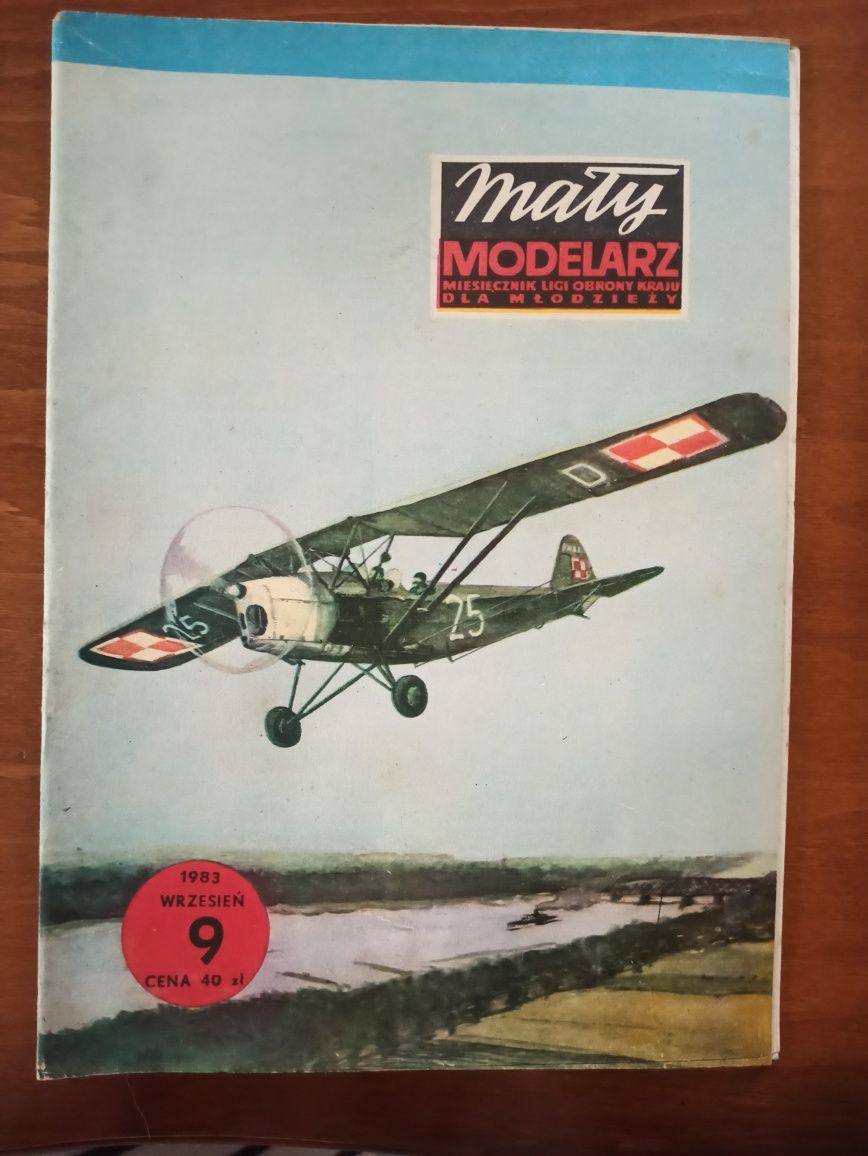 Mały
MODELARZ
MIESIĘCZNIK LIGI OBRONY KRAJU
DLA MŁODZIEŻY
D
25
25
1983
WRZESIEŃ
9
CENA 40 zł